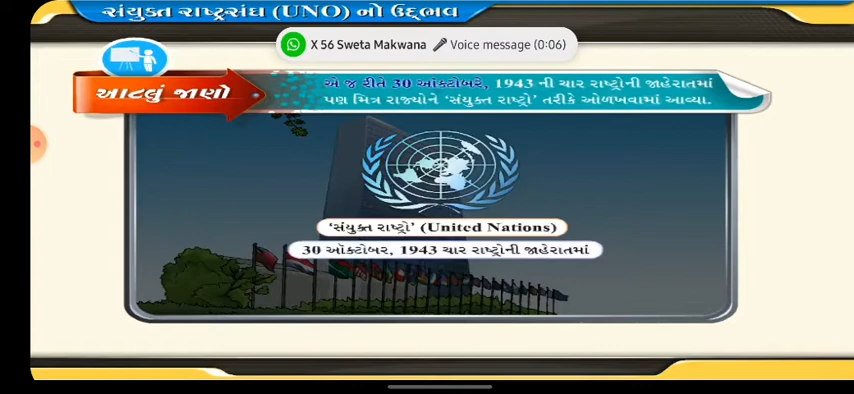 સંયુક્ત રાષ્ટ્રસંઘ (UNO) નો ઉદ્ભવ
X 56 Sweta Makwana 🎤 Voice message (0:06)
આટલું જાણો
એ જ રીતે 30 ઑક્ટોબરે, 1943 ની ચાર રાષ્ટ્રોની જાહેરાતમાં
પણ મિત્ર રાજ્યોને ‘સંયુક્ત રાષ્ટ્રો’ તરીકે ઓળખવામાં આવ્યા.
‘સંયુક્ત રાષ્ટ્રો’ (United Nations)
30 ઑક્ટોબર, 1943 ચાર રાષ્ટ્રોની જાહેરાતમાં